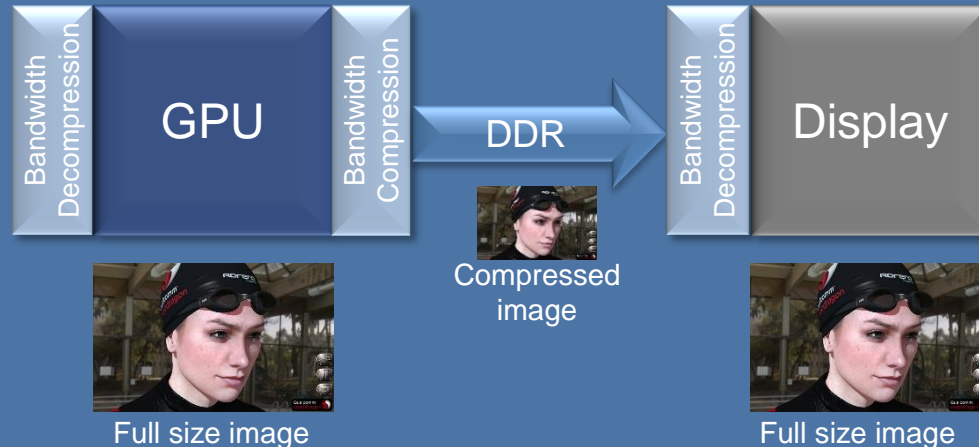 Bandwidth
Decompression
GPU
Bandwidth
Compression
DDR
Bandwidth
Decompression
Display
Compressed
image
Full size image
Full size image